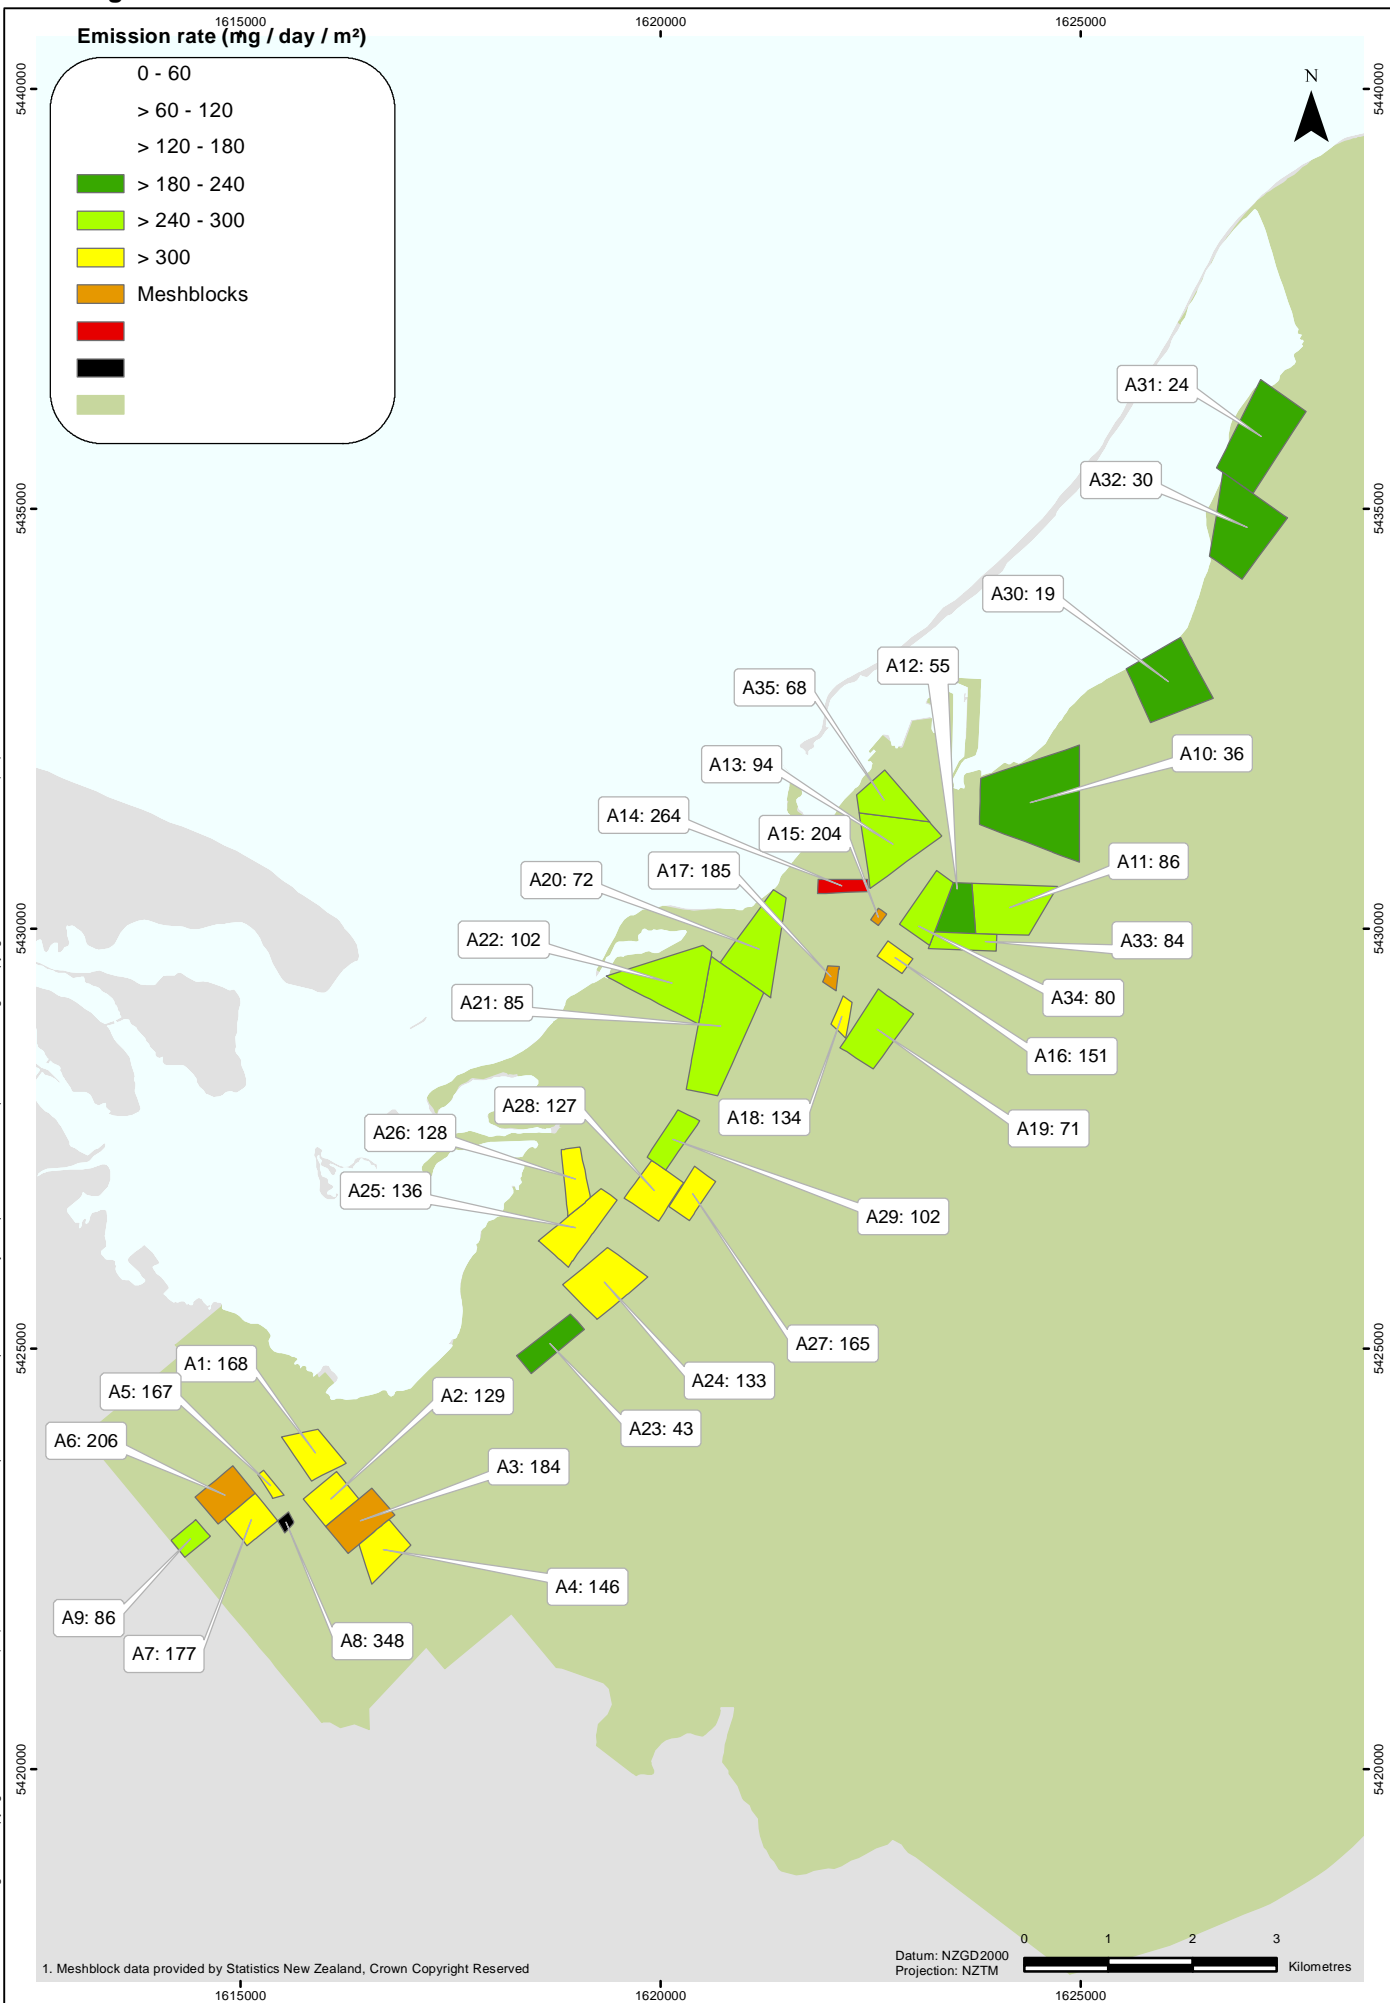 1615000
1620000
1625000
Emission rate (mg / day / m²)
0 - 60
> 60 - 120
> 120 - 180
> 180 - 240
> 240 - 300
> 300
Meshblocks
N
5440000
5440000
A31: 24
A32: 30
5435000
5435000
A30: 19
A12: 55
A35: 68
A10: 36
A13: 94
A14: 264
A15: 204
A11: 86
A17: 185
A20: 72
A22: 102
5430000
5430000
A33: 84
A21: 85
A34: 80
A16: 151
A28: 127
A18: 134
A26: 128
A19: 71
A25: 136
A29: 102
A27: 165
5425000
5425000
A1: 168
A5: 167
A24: 133
A2: 129
A23: 43
A6: 206
A3: 184
A4: 146
A9: 86
A7: 177
A8: 348
5420000
5420000
0 1 2 3
Kilometres
Datum: NZGD2000
Projection: NZTM
1. Meshblock data provided by Statistics New Zealand, Crown Copyright Reserved
1615000
1620000
1625000